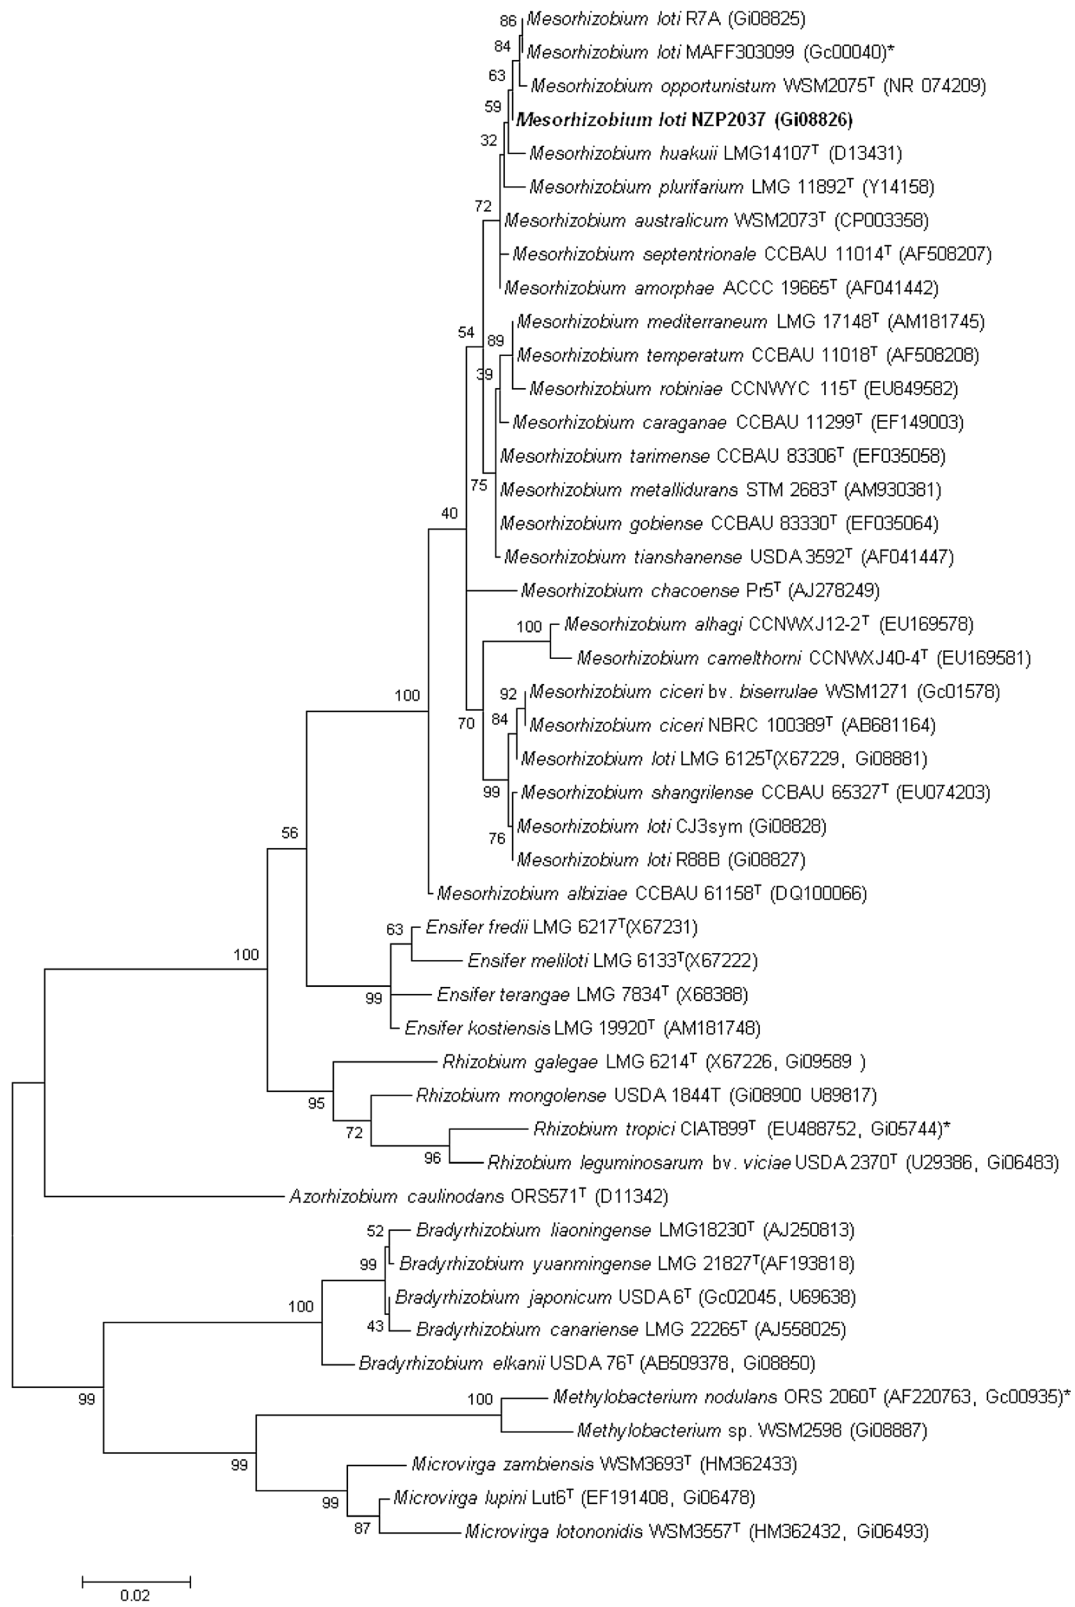 86 Mesorhizobium loti R7A (Gi08825)
84 Mesorhizobium loti MAFF303099 (Gc00040)*
63 Mesorhizobium opportunistum WSM2075ᵀ (NR 074209)
59 Mesorhizobium loti NZP2037 (Gi08826)
32 Mesorhizobium huakuii LMG14107ᵀ (D13431)
Mesorhizobium plurifarium LMG 11892ᵀ (Y14158)
72 Mesorhizobium australicum WSM2073ᵀ (CP003358)
Mesorhizobium septentrionale CCBAU 11014ᵀ (AF508207)
Mesorhizobium amorphae ACCC 19665ᵀ (AF041442)
Mesorhizobium mediterraneum LMG 17148ᵀ (AM181745)
54 89 Mesorhizobium temperatum CCBAU 11018ᵀ (AF508208)
39 Mesorhizobium robiniae CCNWYC 115ᵀ (EU849582)
Mesorhizobium caraganae CCBAU 11299ᵀ (EF149003)
Mesorhizobium tarimense CCBAU 83306ᵀ (EF035058)
75 Mesorhizobium metallidurans STM 2683ᵀ (AM930381)
40 Mesorhizobium gobiense CCBAU 83330ᵀ (EF035064)
Mesorhizobium tianshanense USDA 3592ᵀ (AF041447)
Mesorhizobium chacoense Pr5ᵀ (AJ278249)
100 Mesorhizobium alhagi CCNWXJ12-2ᵀ (EU169578)
Mesorhizobium camelthorni CCNWXJ40-4ᵀ (EU169581)
100 92 Mesorhizobium ciceri bv. biserrulae WSM1271 (Gc01578)
70 84 Mesorhizobium ciceri NBRC 100389ᵀ (AB681164)
Mesorhizobium loti LMG 6125ᵀ(X67229, Gi08881)
99 Mesorhizobium shangrilense CCBAU 65327ᵀ (EU074203)
56 76 Mesorhizobium loti CJ3sym (Gi08828)
Mesorhizobium loti R88B (Gi08827)
Mesorhizobium albiziae CCBAU 61158ᵀ (DQ100066)
63 Ensifer fredii LMG 6217ᵀ(X67231)
100 Ensifer meliloti LMG 6133ᵀ(X67222)
99 Ensifer terangae LMG 7834ᵀ (X68388)
Ensifer kostiensis LMG 19920ᵀ (AM181748)
Rhizobium galegae LMG 6214ᵀ (X67226, Gi09589 )
95 Rhizobium mongolense USDA 1844T (Gi08900 U89817)
72 Rhizobium tropici CIAT899ᵀ (EU488752, Gi05744)*
96 Rhizobium leguminosarum bv. viciae USDA 2370ᵀ (U29386, Gi06483)
Azorhizobium caulinodans ORS571ᵀ (D11342)
52 Bradyrhizobium liaoningense LMG18230ᵀ (AJ250813)
99 Bradyrhizobium yuanmingense LMG 21827ᵀ(AF193818)
100 Bradyrhizobium japonicum USDA 6ᵀ (Gc02045, U69638)
43 Bradyrhizobium canariense LMG 22265ᵀ (AJ558025)
Bradyrhizobium elkanii USDA 76ᵀ (AB509378, Gi08850)
99 100 Methylobacterium nodulans ORS 2060ᵀ (AF220763, Gc00935)*
Methylobacterium sp. WSM2598 (Gi08887)
99 Microvirga zambiensis WSM3693ᵀ (HM362433)
99 Microvirga lupini Lut6ᵀ (EF191408, Gi06478)
87 Microvirga lotononidis WSM3557ᵀ (HM362432, Gi06493)
0.02